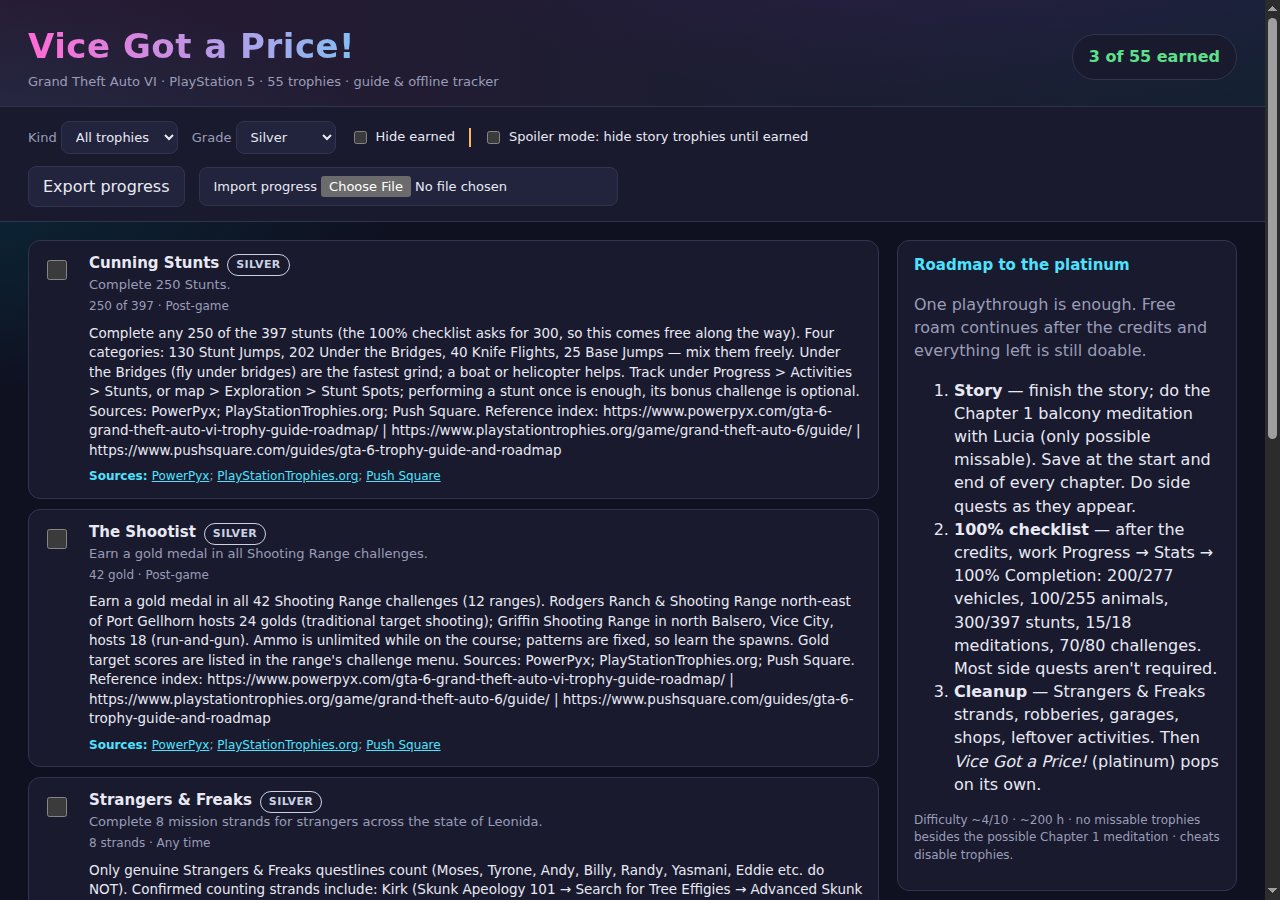 Vice Got a Price!
Grand Theft Auto VI · PlayStation 5 · 55 trophies · guide & offline tracker
3 of 55 earned
Kind All trophies Grade Silver Hide earned Spoiler mode: hide story trophies until earned
Export progress Import progress Choose File No file chosen
Cunning Stunts SILVER
Complete 250 Stunts.
250 of 397 · Post-game
Complete any 250 of the 397 stunts (the 100% checklist asks for 300, so this comes free along the way). Four
categories: 130 Stunt Jumps, 202 Under the Bridges, 40 Knife Flights, 25 Base Jumps — mix them freely. Under
the Bridges (fly under bridges) are the fastest grind; a boat or helicopter helps. Track under Progress > Activities
> Stunts, or map > Exploration > Stunt Spots; performing a stunt once is enough, its bonus challenge is optional.
Sources: PowerPyx; PlayStationTrophies.org; Push Square. Reference index: https://www.powerpyx.com/gta-6-
grand-theft-auto-vi-trophy-guide-roadmap/ | https://www.playstationtrophies.org/game/grand-theft-auto-6/guide/ |
https://www.pushsquare.com/guides/gta-6-trophy-guide-and-roadmap
Sources: PowerPyx; PlayStationTrophies.org; Push Square
The Shootist SILVER
Earn a gold medal in all Shooting Range challenges.
42 gold · Post-game
Earn a gold medal in all 42 Shooting Range challenges (12 ranges). Rodgers Ranch & Shooting Range north-east
of Port Gellhorn hosts 24 golds (traditional target shooting); Griffin Shooting Range in north Balsero, Vice City,
hosts 18 (run-and-gun). Ammo is unlimited while on the course; patterns are fixed, so learn the spawns. Gold
target scores are listed in the range's challenge menu. Sources: PowerPyx; PlayStationTrophies.org; Push Square.
Reference index: https://www.powerpyx.com/gta-6-grand-theft-auto-vi-trophy-guide-roadmap/ |
https://www.playstationtrophies.org/game/grand-theft-auto-6/guide/ | https://www.pushsquare.com/guides/gta-6-
trophy-guide-and-roadmap
Sources: PowerPyx; PlayStationTrophies.org; Push Square
Strangers & Freaks SILVER
Complete 8 mission strands for strangers across the state of Leonida.
8 strands · Any time
Only genuine Strangers & Freaks questlines count (Moses, Tyrone, Andy, Billy, Randy, Yasmani, Eddie etc. do
NOT). Confirmed counting strands include: Kirk (Skunk Apeology 101 → Search for Tree Effigies → Advanced Skunk
Roadmap to the platinum
One playthrough is enough. Free
roam continues after the credits and
everything left is still doable.
1. Story — finish the story; do the
Chapter 1 balcony meditation
with Lucia (only possible
missable). Save at the start and
end of every chapter. Do side
quests as they appear.
2. 100% checklist — after the
credits, work Progress → Stats →
100% Completion: 200/277
vehicles, 100/255 animals,
300/397 stunts, 15/18
meditations, 70/80 challenges.
Most side quests aren't required.
3. Cleanup — Strangers & Freaks
strands, robberies, garages,
shops, leftover activities. Then
Vice Got a Price! (platinum) pops
on its own.
Difficulty ~4/10 · ~200 h · no missable trophies
besides the possible Chapter 1 meditation · cheats
disable trophies.